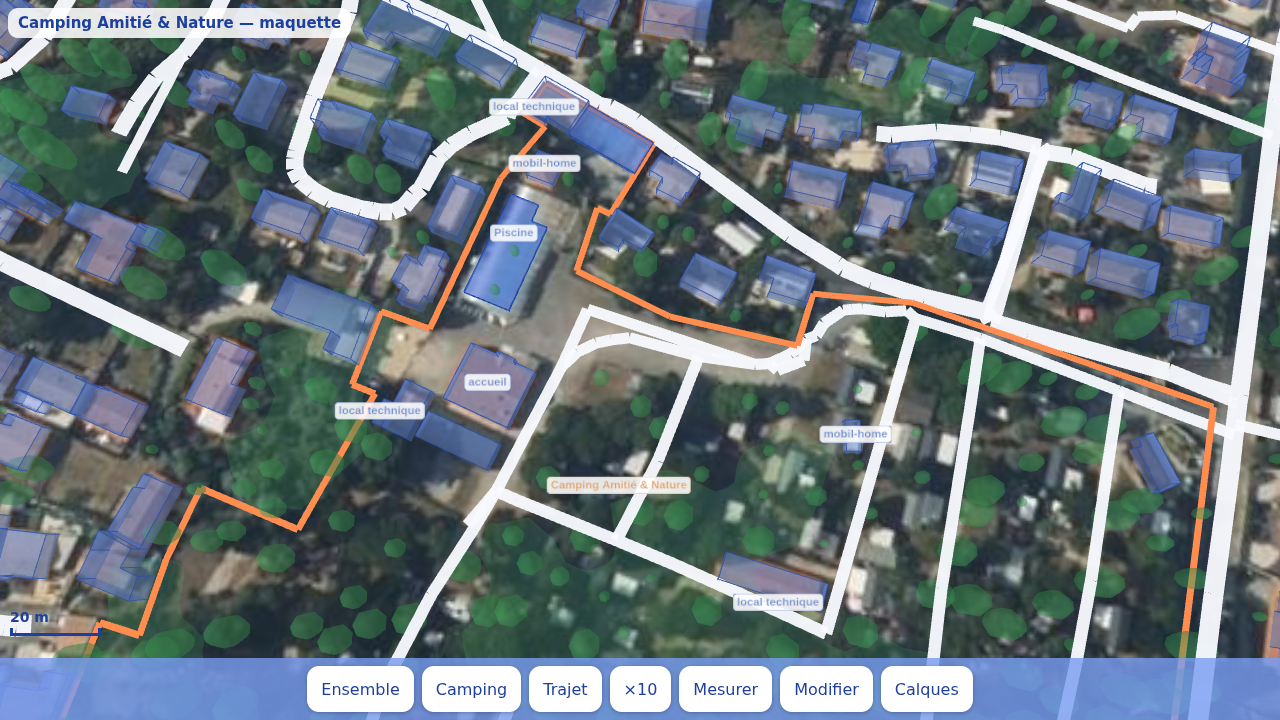 Camping Amitié & Nature — maquette
local technique
mobil-home
Piscine
accueil
local technique
mobil-home
Camping Amitié & Nature
local technique
20 m
Ensemble
Camping
Trajet
×10
Mesurer
Modifier
Calques